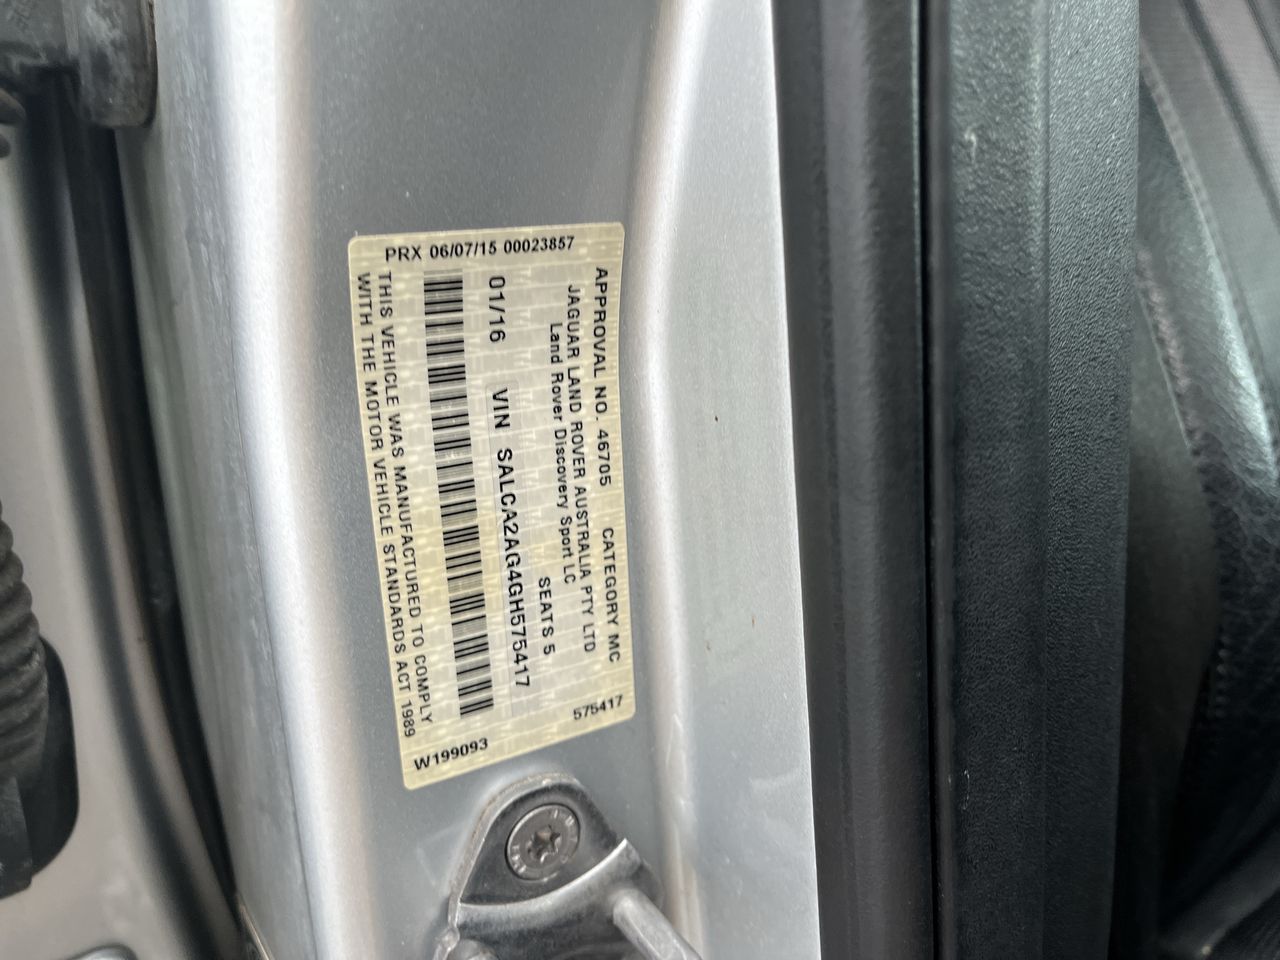 PRX 06/07/15 00023857
APPROVAL NO. 46705 CATEGORY MC
JAGUAR LAND ROVER AUSTRALIA PTY LTD
Land Rover Discovery Sport LC
SEATS 5
01/16 VIN SALCA2AG4GH575417
THIS VEHICLE WAS MANUFACTURED TO COMPLY
WITH THE MOTOR VEHICLE STANDARDS ACT 1989
575417
W199093